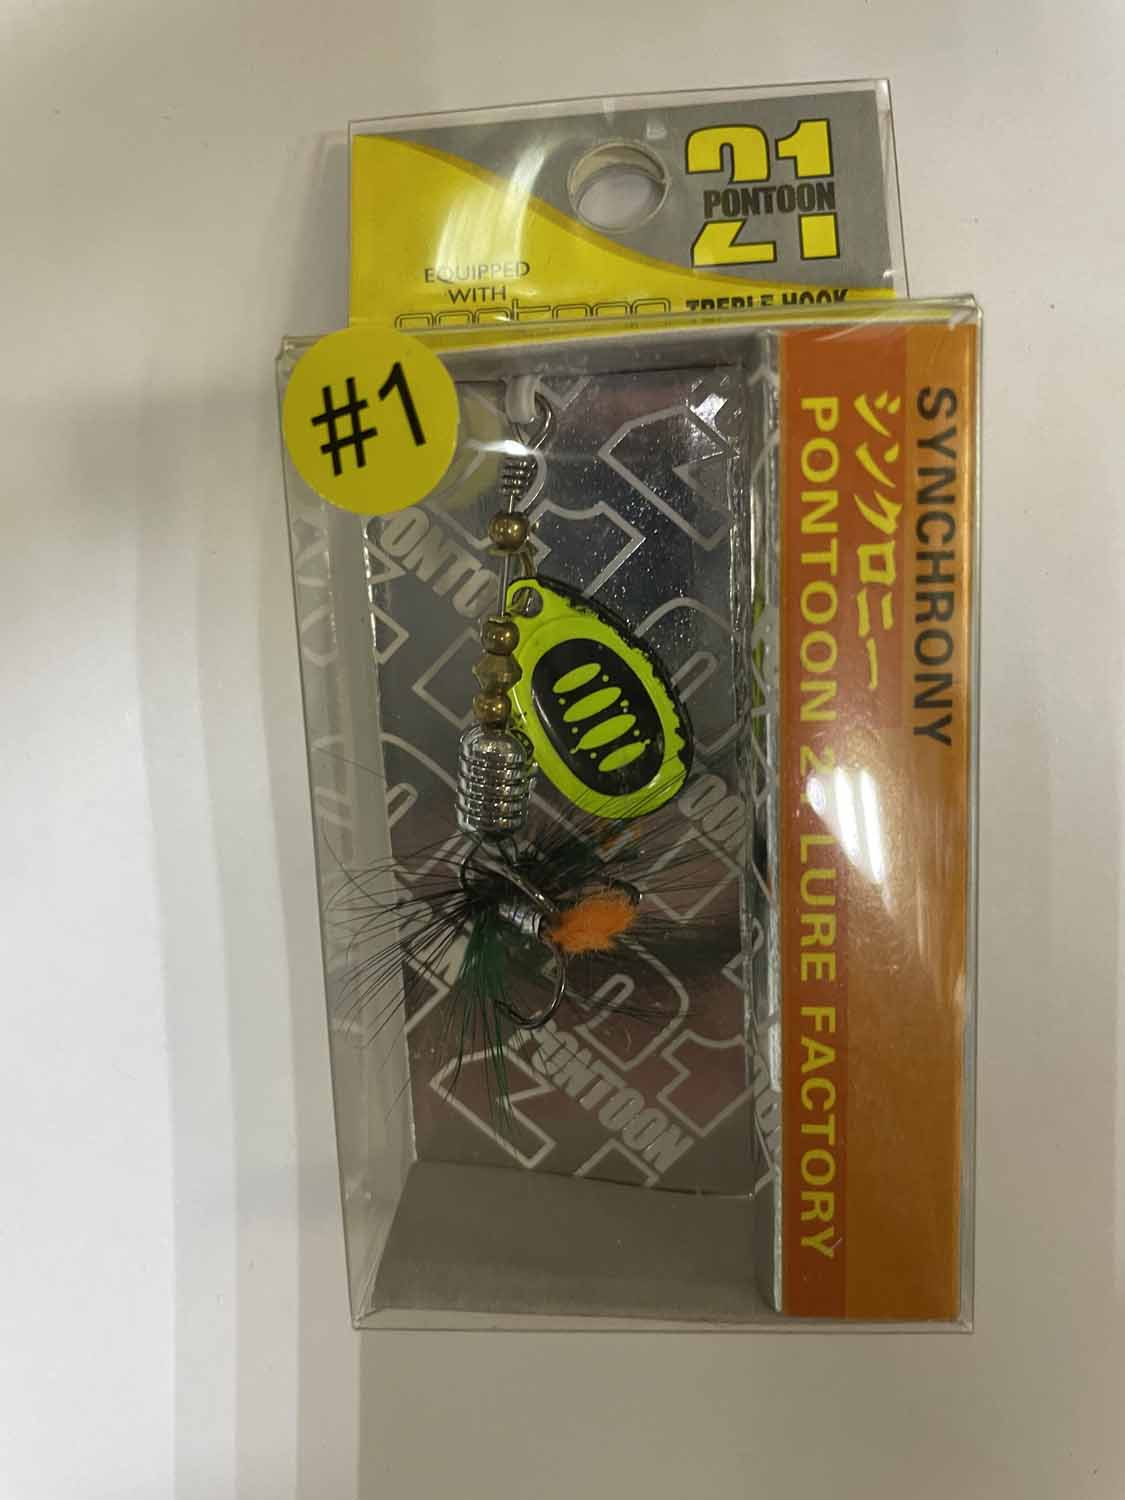 21
PONTOON
EQUIPPED
WITH
TREBLE HOOK
#1
SYNCHRONY
シンクロニー
PONTOON 21 LURE FACTORY
PONTOON
PONTOON